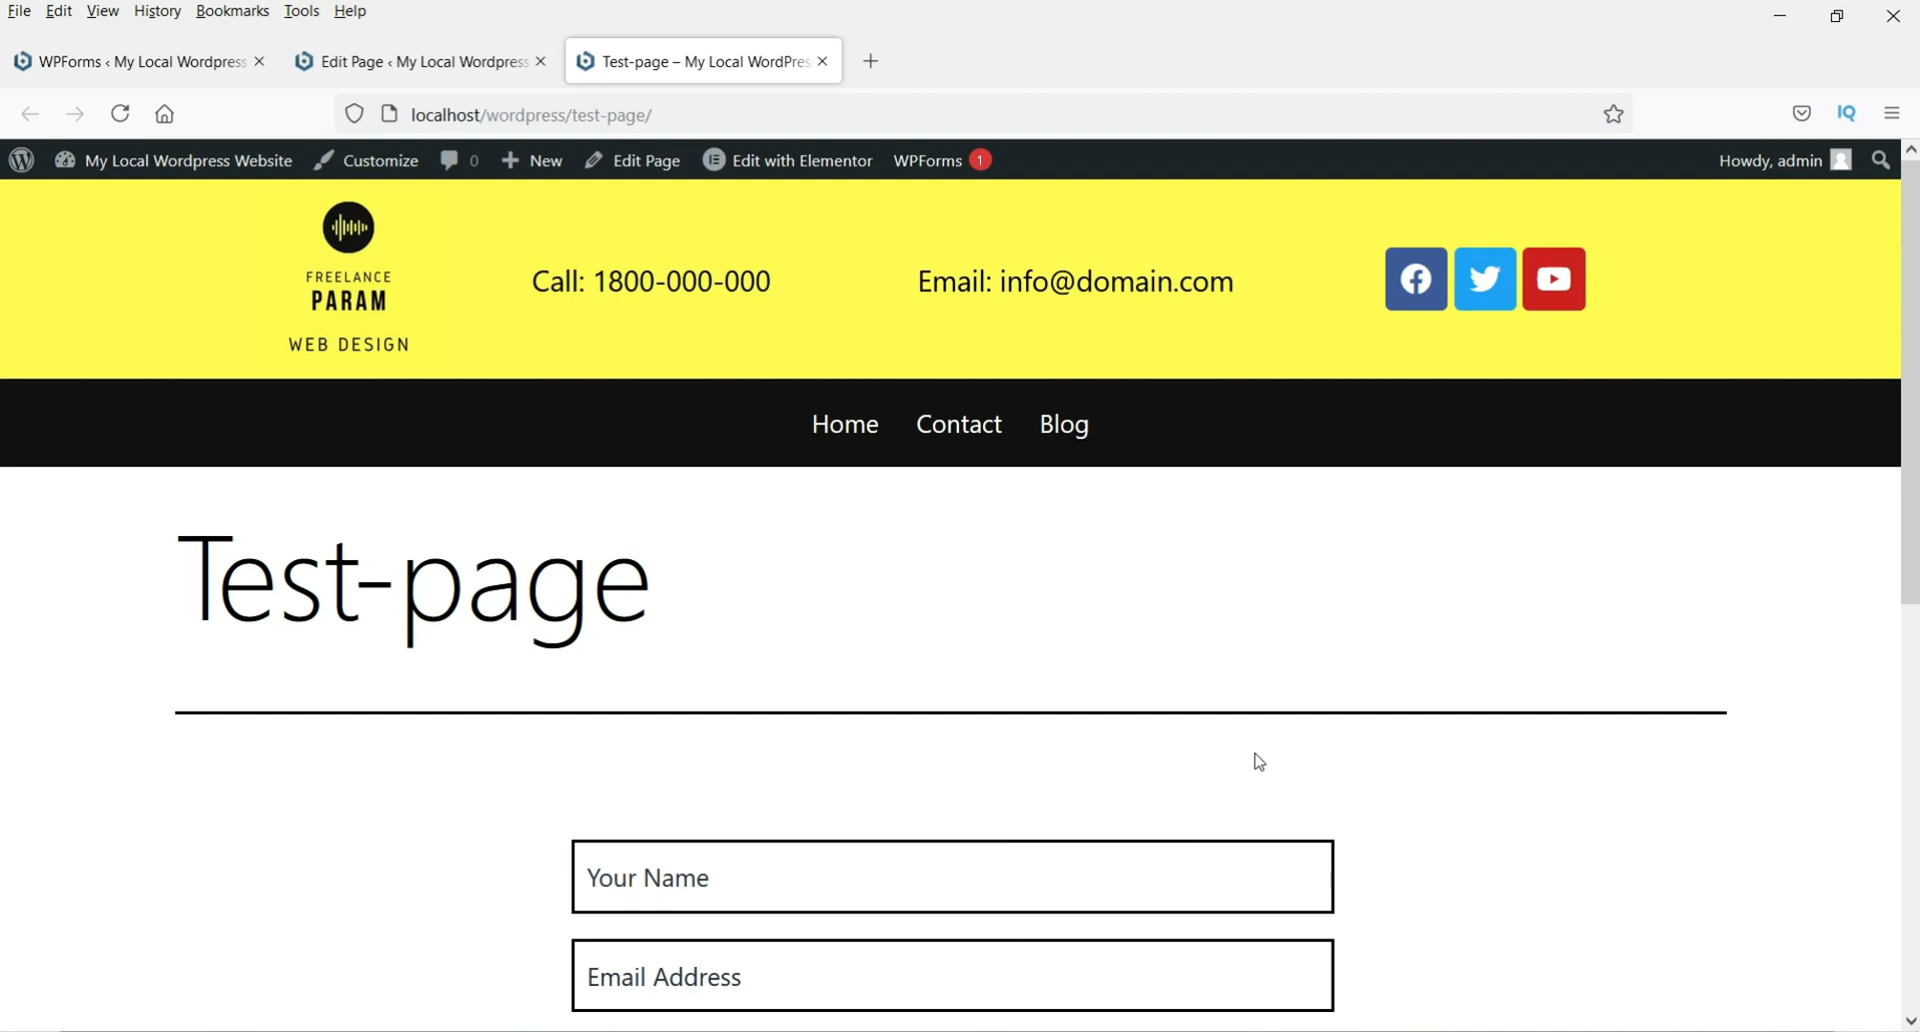 File Edit View History Bookmarks Tools Help
WPForms ‹ My Local Wordpress Edit Page ‹ My Local Wordpress Test-page – My Local WordPres
localhost/wordpress/test-page/ IQ
My Local Wordpress Website Customize 0 New Edit Page Edit with Elementor WPForms 1 Howdy, admin
FREELANCE
PARAM
WEB DESIGN
Call: 1800-000-000 Email: info@domain.com
Home Contact Blog
Test-page
Your Name
Email Address